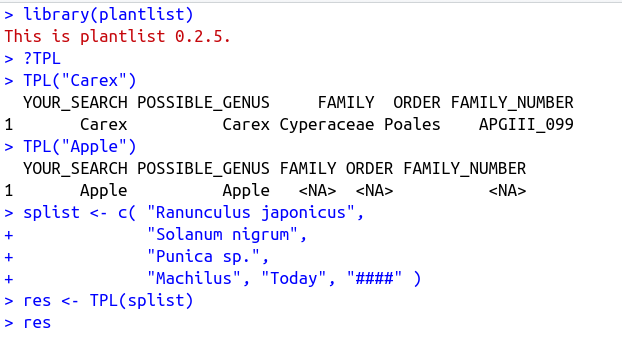 > library(plantlist)
This is plantlist 0.2.5.
> ?TPL
> TPL("Carex")
  YOUR_SEARCH POSSIBLE_GENUS     FAMILY  ORDER FAMILY_NUMBER
1       Carex          Carex Cyperaceae Poales    APGIII_099
> TPL("Apple")
  YOUR_SEARCH POSSIBLE_GENUS FAMILY ORDER FAMILY_NUMBER
1       Apple          Apple   <NA>  <NA>          <NA>
> splist <- c( "Ranunculus japonicus",
+              "Solanum nigrum",
+              "Punica sp.",
+              "Machilus", "Today", "####" )
> res <- TPL(splist)
> res